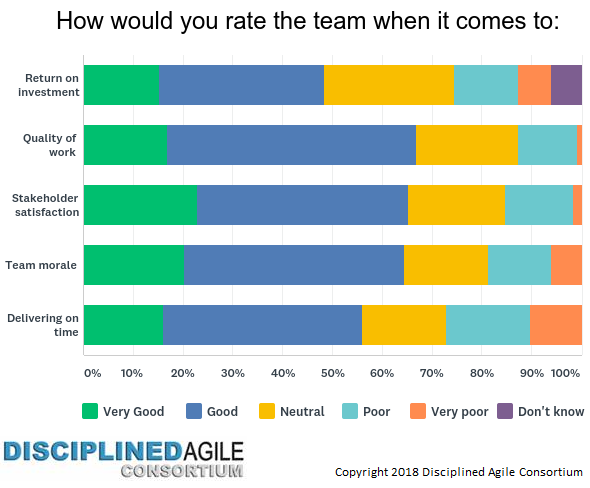 How would you rate the team when it comes to:
Return on
investment
Quality of
work
Stakeholder
satisfaction
Team morale
Delivering on
time
0% 10% 20% 30% 40% 50% 60% 70% 80% 90% 100%
Very Good Good Neutral Poor Very poor Don't know
DISCIPLINEDAGILE
CONSORTIUM
Copyright 2018 Disciplined Agile Consortium